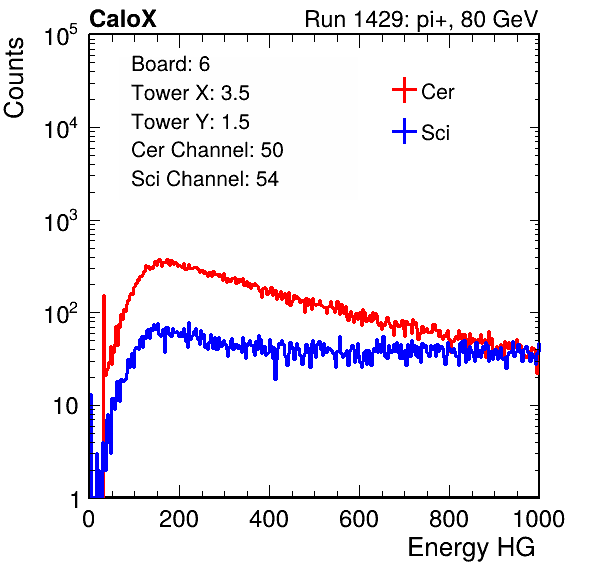 CaloX Run 1429: pi+, 80 GeV
Board: 6
Tower X: 3.5
Tower Y: 1.5
Cer Channel: 50
Sci Channel: 54
Cer
Sci
Counts
10^5
10^4
10^3
10^2
10
1
0 200 400 600 800 1000
Energy HG